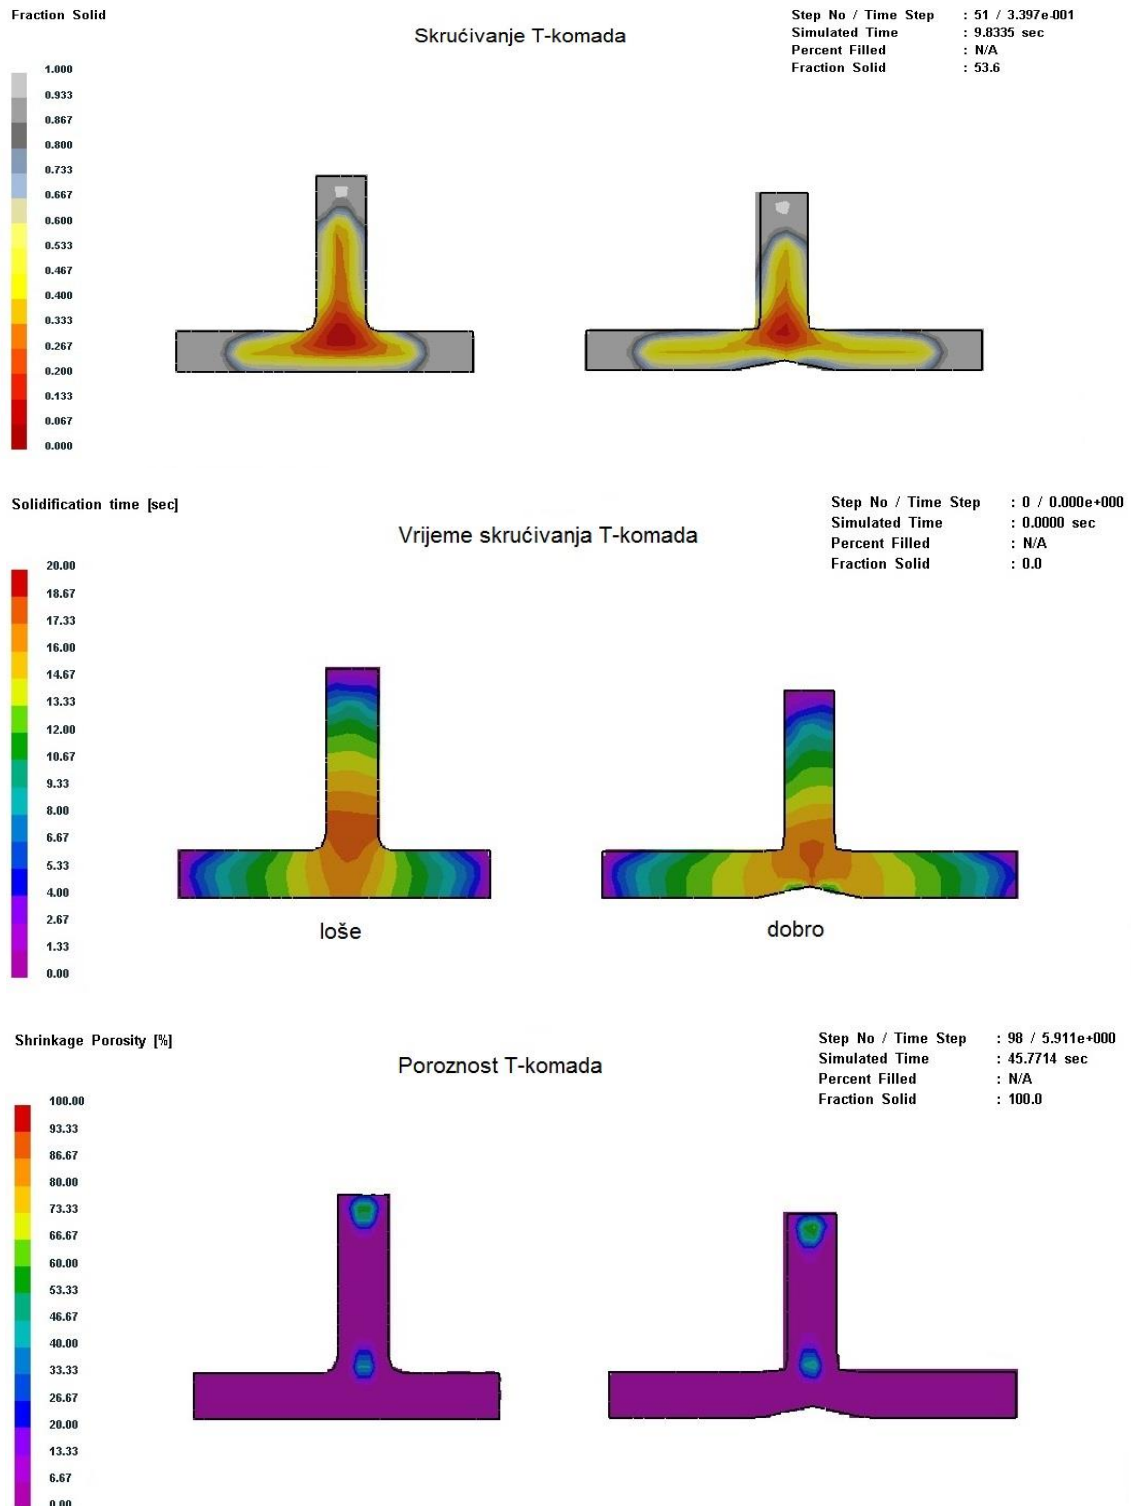 Fraction Solid
Skrućivanje T-komada
Step No / Time Step : 51 / 3.397e-001
Simulated Time : 9.8335 sec
Percent Filled : N/A
Fraction Solid : 53.6
1.000
0.933
0.867
0.800
0.733
0.667
0.600
0.533
0.467
0.400
0.333
0.267
0.200
0.133
0.067
0.000
Solidification time [sec]
Vrijeme skrućivanja T-komada
Step No / Time Step : 0 / 0.000e+000
Simulated Time : 0.0000 sec
Percent Filled : N/A
Fraction Solid : 0.0
20.00
18.67
17.33
16.00
14.67
13.33
12.00
10.67
9.33
8.00
6.67
5.33
4.00
2.67
1.33
0.00
loše
dobro
Shrinkage Porosity [%]
Poroznost T-komada
Step No / Time Step : 98 / 5.911e+000
Simulated Time : 45.7714 sec
Percent Filled : N/A
Fraction Solid : 100.0
100.00
93.33
86.67
80.00
73.33
66.67
60.00
53.33
46.67
40.00
33.33
26.67
20.00
13.33
6.67
0.00